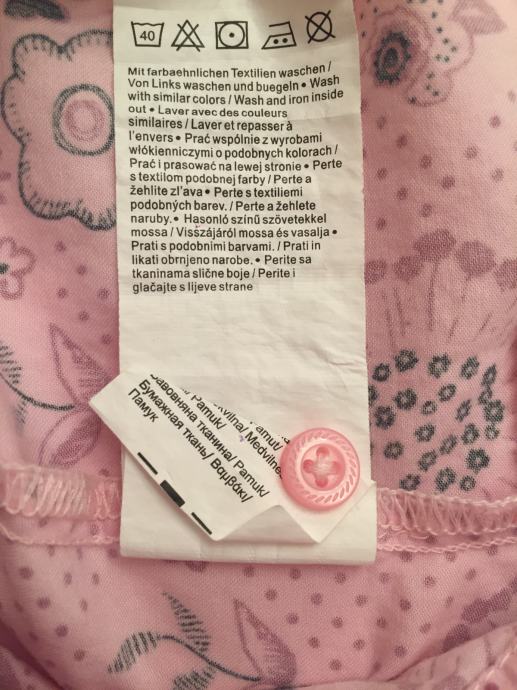 40
Mit farbaehnlichen Textilien waschen /
Von Links waschen und buegeln • Wash
with similar colors / Wash and iron inside
out • Laver avec des couleurs
similaires / Laver et repasser à
l'envers • Prać wspólnie z wyrobami
włókienniczymi o podobnych kolorach /
Prać i prasować na lewej stronie • Perte
s textilom podobnej farby / Perte a
žehlite zľava • Perte s textiliemi
podobných barev. / Perte a žehlete
naruby. • Hasonló színű szövetekkel
mossa / Visszájáról mossa és vasalja •
Prati s podobnimi barvami. / Prati in
likati obrnjeno narobe. • Perite sa
tkaninama slične boje / Perite i
glačajte s lijeve strane
/ Pamuk/
Бавовняна тканина/ Pamuk/
Бумажная ткань/ Βαμβάκι/
Памук